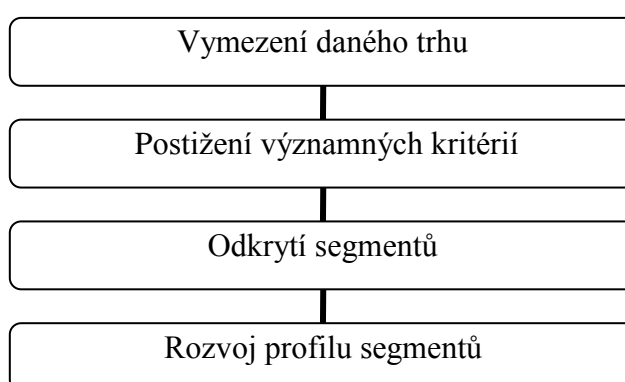 Vymezení daného trhu
Postižení významných kritérií
Odkrytí segmentů
Rozvoj profilu segmentů